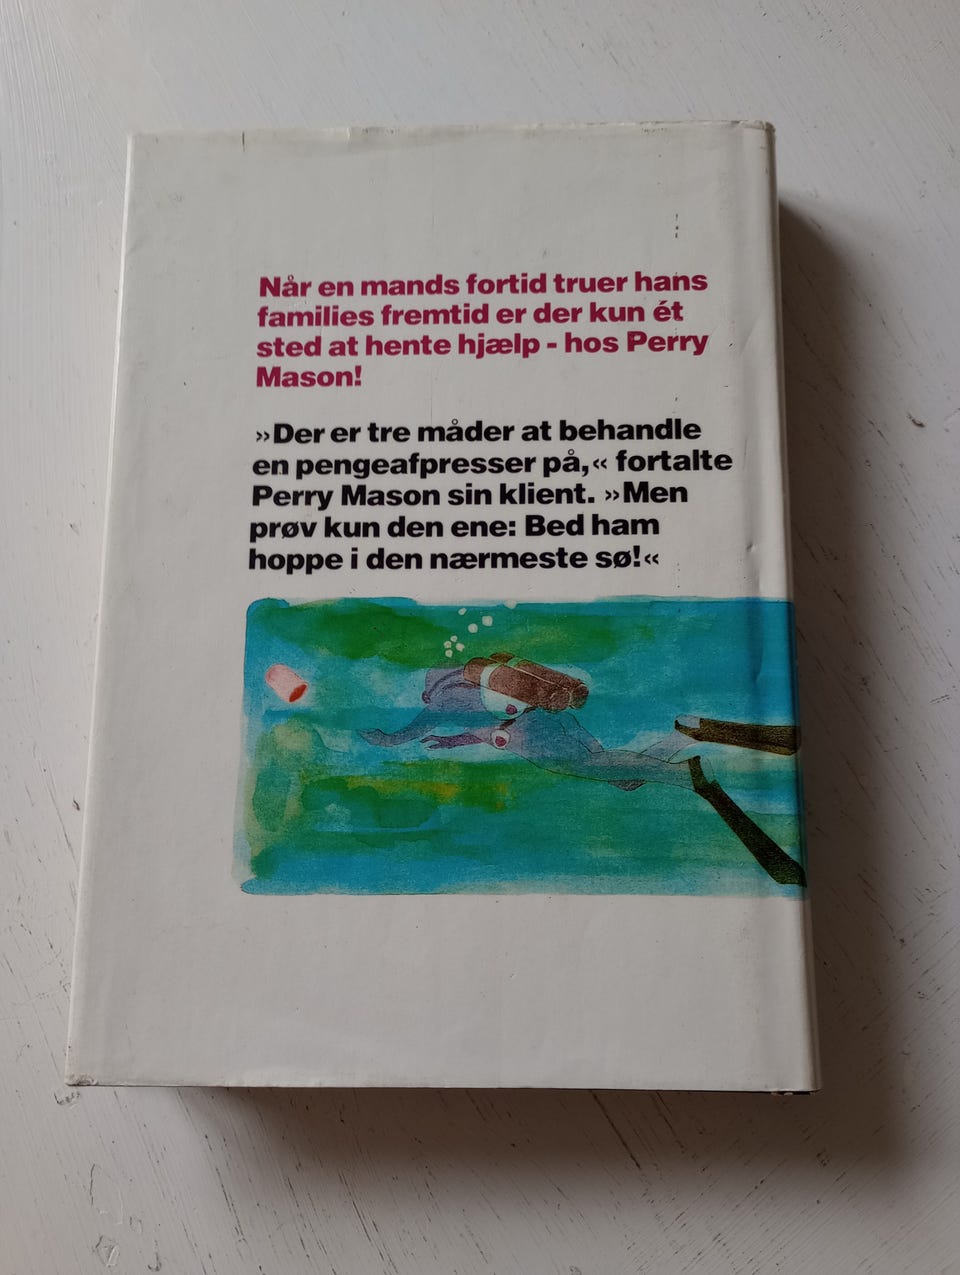 Når en mands fortid truer hans
families fremtid er der kun ét
sted at hente hjælp - hos Perry
Mason!
»Der er tre måder at behandle
en pengeafpresser på,« fortalte
Perry Mason sin klient. »Men
prøv kun den ene: Bed ham
hoppe i den nærmeste sø!«